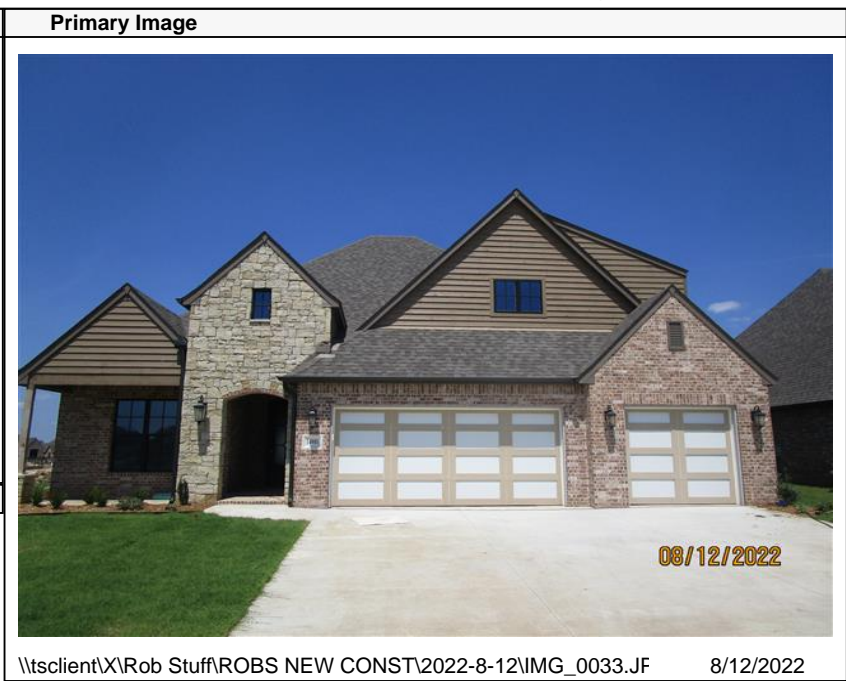 Primary Image
08/12/2022
\\tsclient\X\Rob Stuff\ROBS NEW CONST\2022-8-12\IMG_0033.JF 8/12/2022